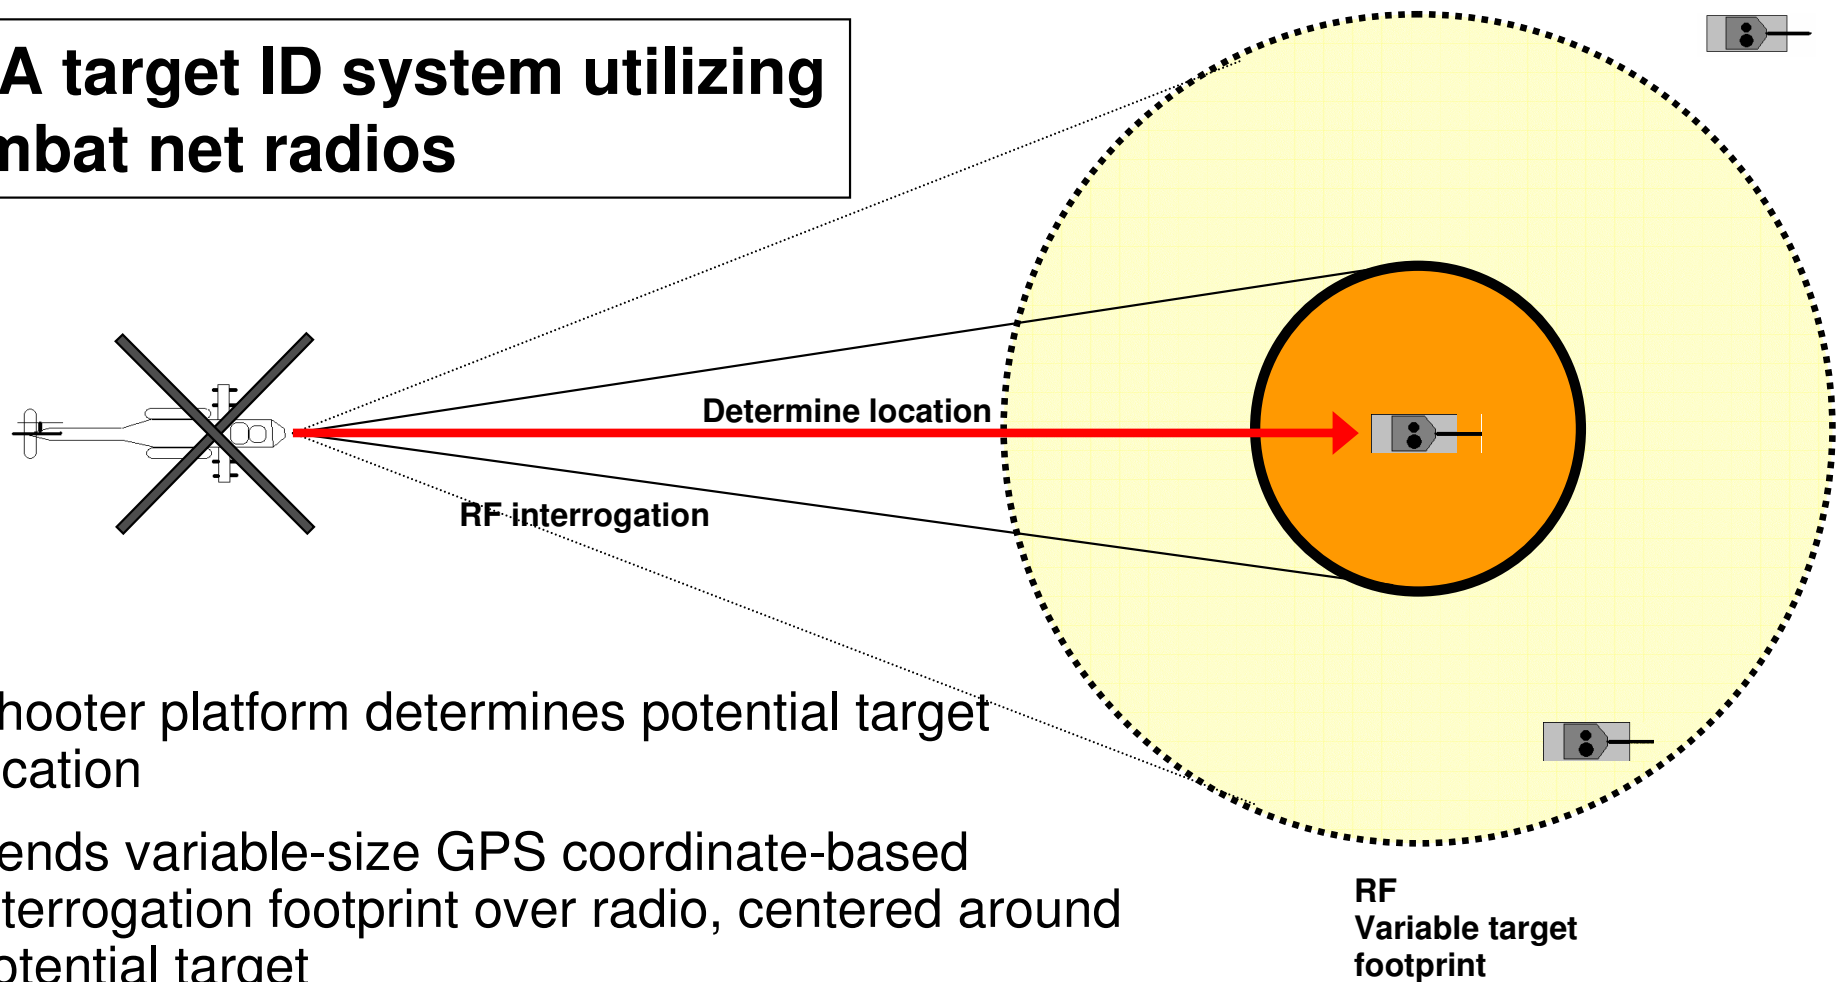 A target ID system utilizing
mbat net radios
Determine location
RF interrogation
hooter platform determines potential target
cation
ends variable-size GPS coordinate-based
terrogation footprint over radio, centered around
otential target
RF
Variable target
footprint